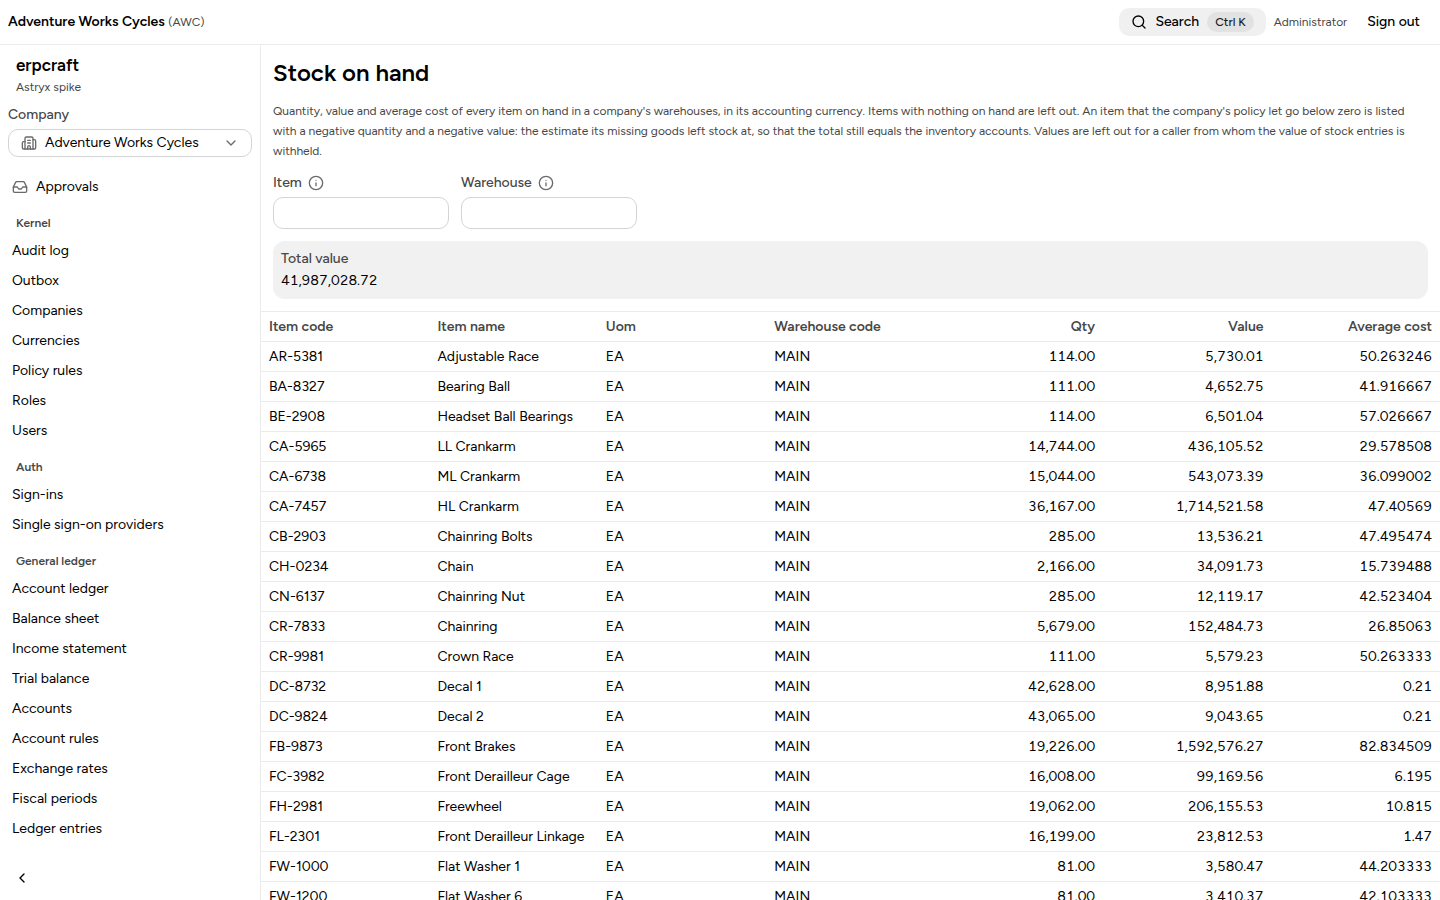 Adventure Works Cycles (AWC)
Search Ctrl K Administrator Sign out
erpcraft
Astryx spike
Company
Adventure Works Cycles
Approvals
Kernel
Audit log
Outbox
Companies
Currencies
Policy rules
Roles
Users
Auth
Sign-ins
Single sign-on providers
General ledger
Account ledger
Balance sheet
Income statement
Trial balance
Accounts
Account rules
Exchange rates
Fiscal periods
Ledger entries
Stock on hand
Quantity, value and average cost of every item on hand in a company's warehouses, in its accounting currency. Items with nothing on hand are left out. An item that the company's policy let go below zero is listed
with a negative quantity and a negative value: the estimate its missing goods left stock at, so that the total still equals the inventory accounts. Values are left out for a caller from whom the value of stock entries is
withheld.
Item Warehouse
Total value
41,987,028.72
Item code Item name Uom Warehouse code Qty Value Average cost
AR-5381 Adjustable Race EA MAIN 114.00 5,730.01 50.263246
BA-8327 Bearing Ball EA MAIN 111.00 4,652.75 41.916667
BE-2908 Headset Ball Bearings EA MAIN 114.00 6,501.04 57.026667
CA-5965 LL Crankarm EA MAIN 14,744.00 436,105.52 29.578508
CA-6738 ML Crankarm EA MAIN 15,044.00 543,073.39 36.099002
CA-7457 HL Crankarm EA MAIN 36,167.00 1,714,521.58 47.40569
CB-2903 Chainring Bolts EA MAIN 285.00 13,536.21 47.495474
CH-0234 Chain EA MAIN 2,166.00 34,091.73 15.739488
CN-6137 Chainring Nut EA MAIN 285.00 12,119.17 42.523404
CR-7833 Chainring EA MAIN 5,679.00 152,484.73 26.85063
CR-9981 Crown Race EA MAIN 111.00 5,579.23 50.263333
DC-8732 Decal 1 EA MAIN 42,628.00 8,951.88 0.21
DC-9824 Decal 2 EA MAIN 43,065.00 9,043.65 0.21
FB-9873 Front Brakes EA MAIN 19,226.00 1,592,576.27 82.834509
FC-3982 Front Derailleur Cage EA MAIN 16,008.00 99,169.56 6.195
FH-2981 Freewheel EA MAIN 19,062.00 206,155.53 10.815
FL-2301 Front Derailleur Linkage EA MAIN 16,199.00 23,812.53 1.47
FW-1000 Flat Washer 1 EA MAIN 81.00 3,580.47 44.203333
FW-1200 Flat Washer 6 EA MAIN 81.00 3,410.37 42.103333